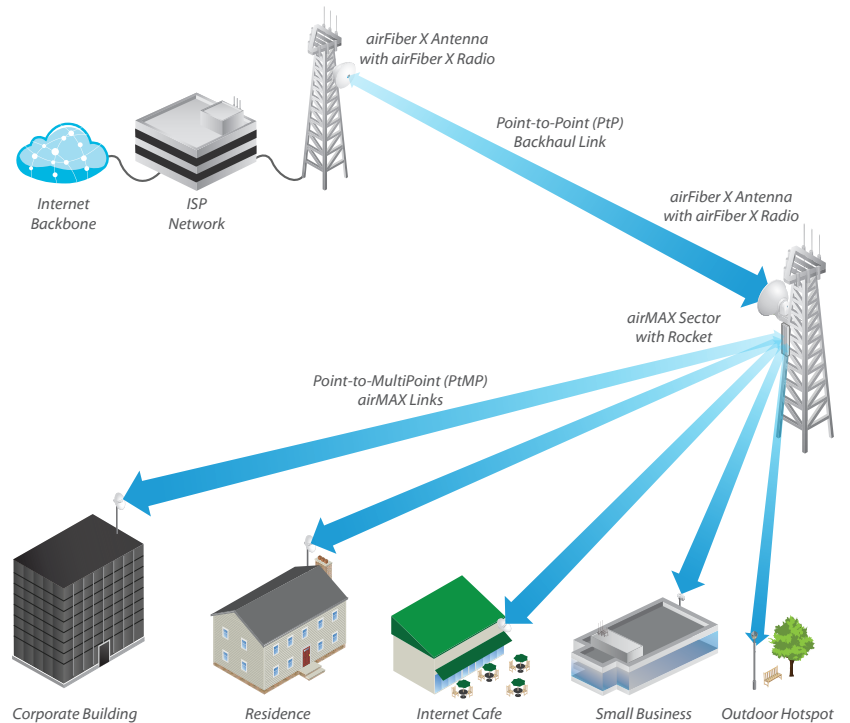 airFiber X Antenna
with airFiber X Radio
Point-to-Point (PtP)
Backhaul Link
Internet
Backbone
ISP
Network
airFiber X Antenna
with airFiber X Radio
airMAX Sector
with Rocket
Point-to-MultiPoint (PtMP)
airMAX Links
Corporate Building
Residence
Internet Cafe
Small Business
Outdoor Hotspot